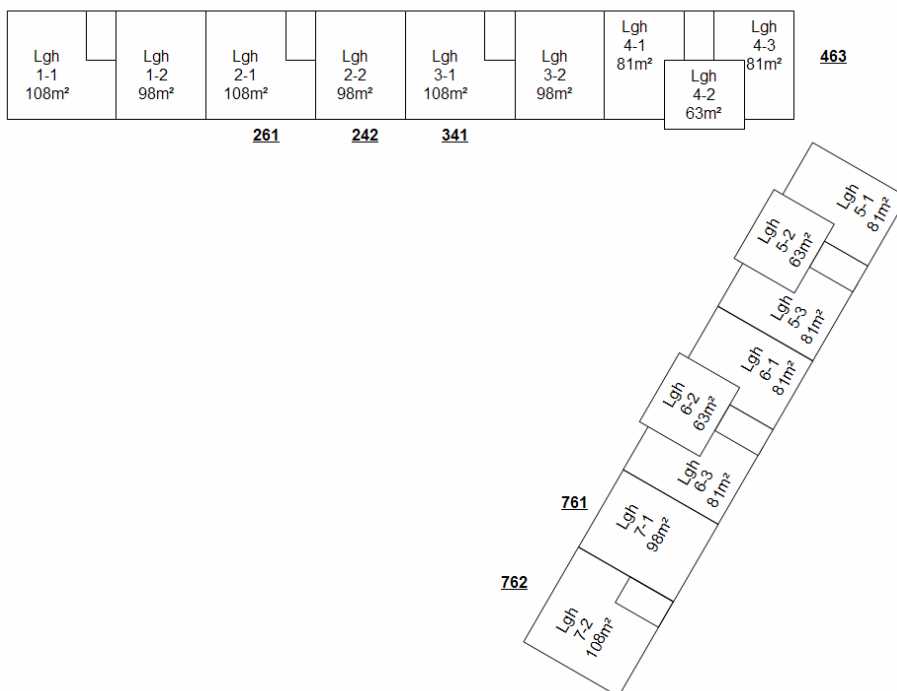 Lgh
1-1
108m²
Lgh
1-2
98m²
Lgh
2-1
108m²
Lgh
2-2
98m²
Lgh
3-1
108m²
Lgh
3-2
98m²
Lgh
4-1
81m²
Lgh
4-2
63m²
Lgh
4-3
81m²
463
261
242
341
Lgh
5-1
81m²
Lgh
5-2
63m²
Lgh
5-3
81m²
Lgh
6-1
81m²
Lgh
6-2
63m²
Lgh
6-3
81m²
761
Lgh
7-1
98m²
762
Lgh
7-2
108m²